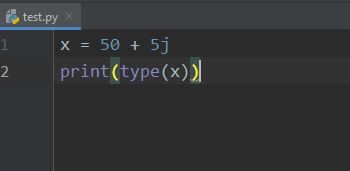 test.py
1 x = 50 + 5j
2 print(type(x))